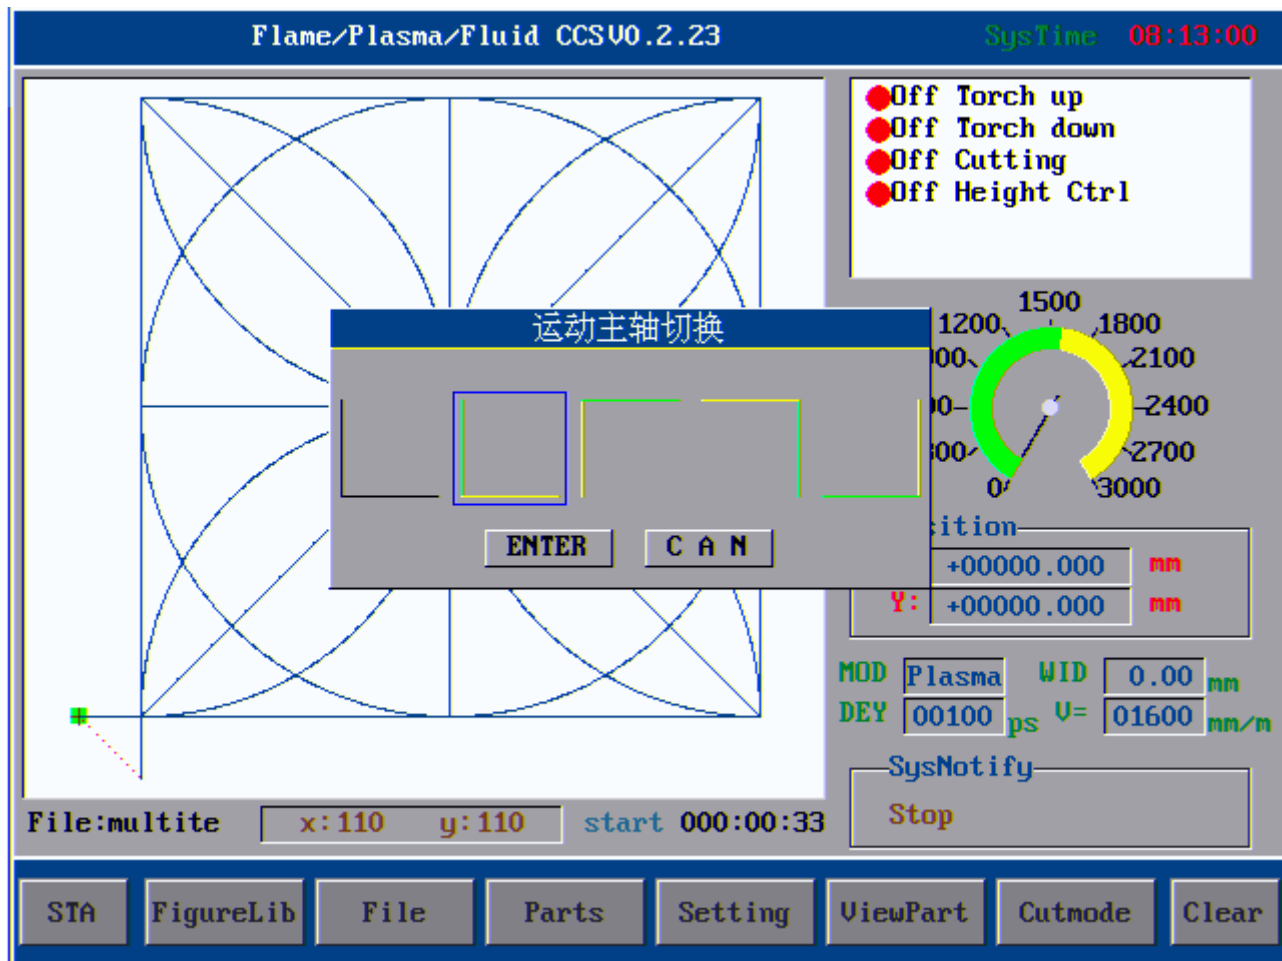 Flame/Plasma/Fluid CCSV0.2.23
SysTime 08:13:00
Off Torch up
Off Torch down
Off Cutting
Off Height Ctrl
1500
1200
1800
2100
2400
2700
0
3000
运动主轴切换
ENTER
C A N
+00000.000 mm
Y: +00000.000 mm
MOD Plasma WID 0.00 mm
DEY 00100 ps V= 01600 mm/m
SysNotify
Stop
File:multite x:110 y:110 start 000:00:33
STA FigureLib File Parts Setting ViewPart Cutmode Clear